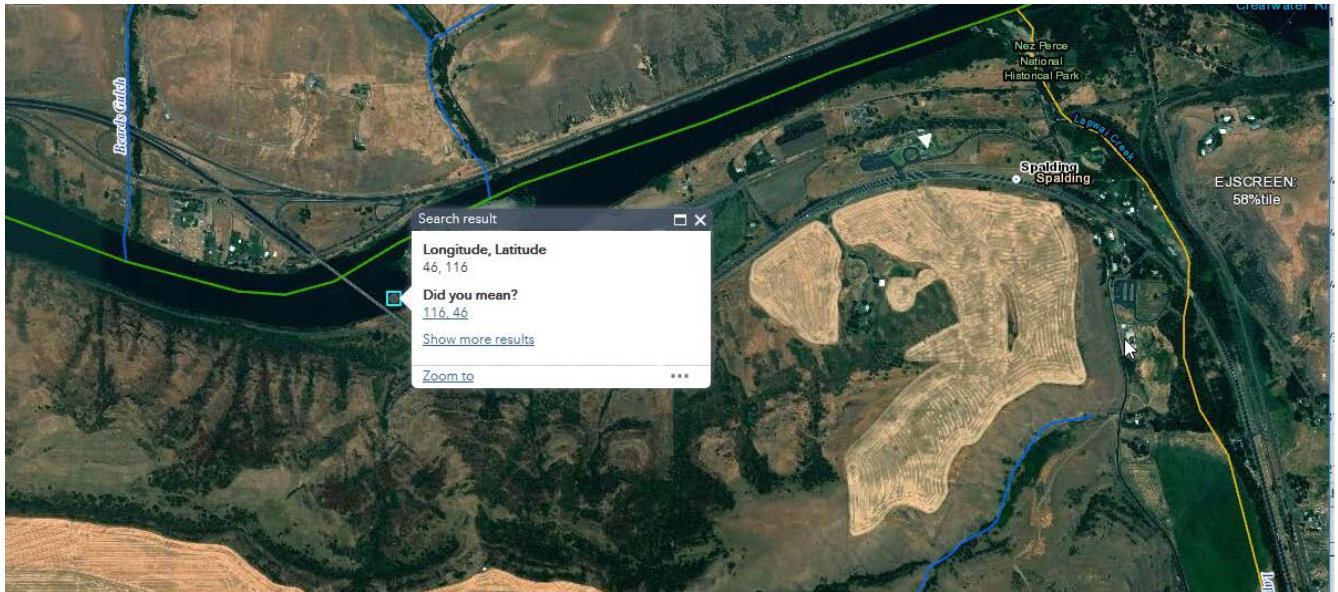 Clearwater Ri
Nez Perce
National
Historical Park
Beards Gulch
Lapwai Creek
Spalding
Spalding
EJSCREEN:
58%tile
Search result
Longitude, Latitude
46, 116
Did you mean?
116, 46
Show more results
Zoom to
•••